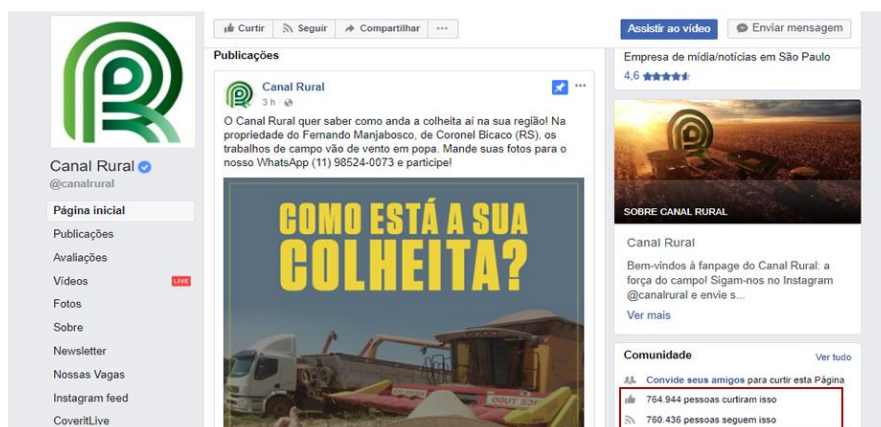 Curtir Seguir Compartilhar ...
Assistir ao vídeo Enviar mensagem
Canal Rural
@canalrural
Página inicial
Publicações
Avaliações
Vídeos LIVE
Fotos
Sobre
Newsletter
Nossas Vagas
Instagram feed
CoveritLive
Publicações
Canal Rural
3 h
O Canal Rural quer saber como anda a colheita aí na sua região! Na
propriedade do Fernando Manjabosco, de Coronel Bicaco (RS), os
trabalhos de campo vão de vento em popa. Mande suas fotos para o
nosso WhatsApp (11) 98524-0073 e participe!
COMO ESTÁ A SUA
COLHEITA?
Empresa de mídia/notícias em São Paulo
4,6 ★★★★★
SOBRE CANAL RURAL
Canal Rural
Bem-vindos à fanpage do Canal Rural: a
força do campo! Sigam-nos no Instagram
@canalrural e envie s...
Ver mais
Comunidade Ver tudo
Convide seus amigos para curtir esta Página
764.944 pessoas curtiram isso
760.436 pessoas seguem isso